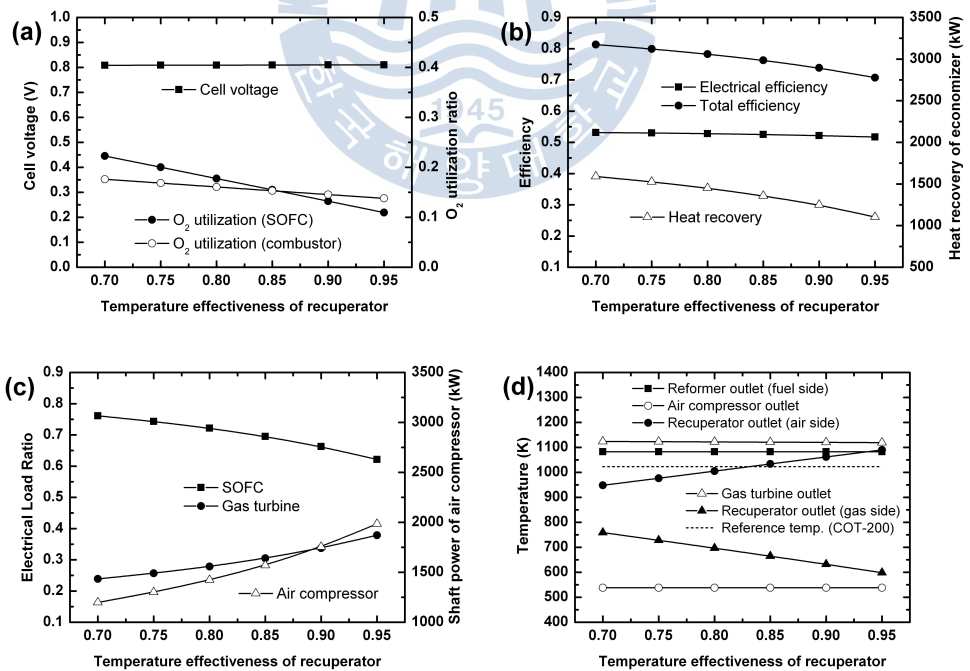 (a)
Cell voltage (V)
1.0
0.9
0.8
0.7
0.6
0.5
0.4
0.3
0.2
0.1
0.0
0.5
0.4
0.3
0.2
0.1
0.0
O2 utilization ratio
Cell voltage
O2 utilization (SOFC)
O2 utilization (combustor)
0.70 0.75 0.80 0.85 0.90 0.95
Temperature effectiveness of recuperator
(b)
Efficiency
0.9
0.8
0.7
0.6
0.5
0.4
0.3
0.2
0.1
3500
3000
2500
2000
1500
1000
500
Heat recovery of economizer (kW)
Electrical efficiency
Total efficiency
Heat recovery
0.70 0.75 0.80 0.85 0.90 0.95
Temperature effectiveness of recuperator
1945
(c)
Electrical Load Ratio
0.9
0.8
0.7
0.6
0.5
0.4
0.3
0.2
0.1
3500
3000
2500
2000
1500
1000
Shaft power of air compressor (kW)
SOFC
Gas turbine
Air compressor
0.70 0.75 0.80 0.85 0.90 0.95
Temperature effectiveness of recuperator
(d)
Temperature (K)
1400
1300
1200
1100
1000
900
800
700
600
500
400
Reformer outlet (fuel side)
Air compressor outlet
Recuperator outlet (air side)
Gas turbine outlet
Recuperator outlet (gas side)
Reference temp. (COT-200)
0.70 0.75 0.80 0.85 0.90 0.95
Temperature effectiveness of recuperator